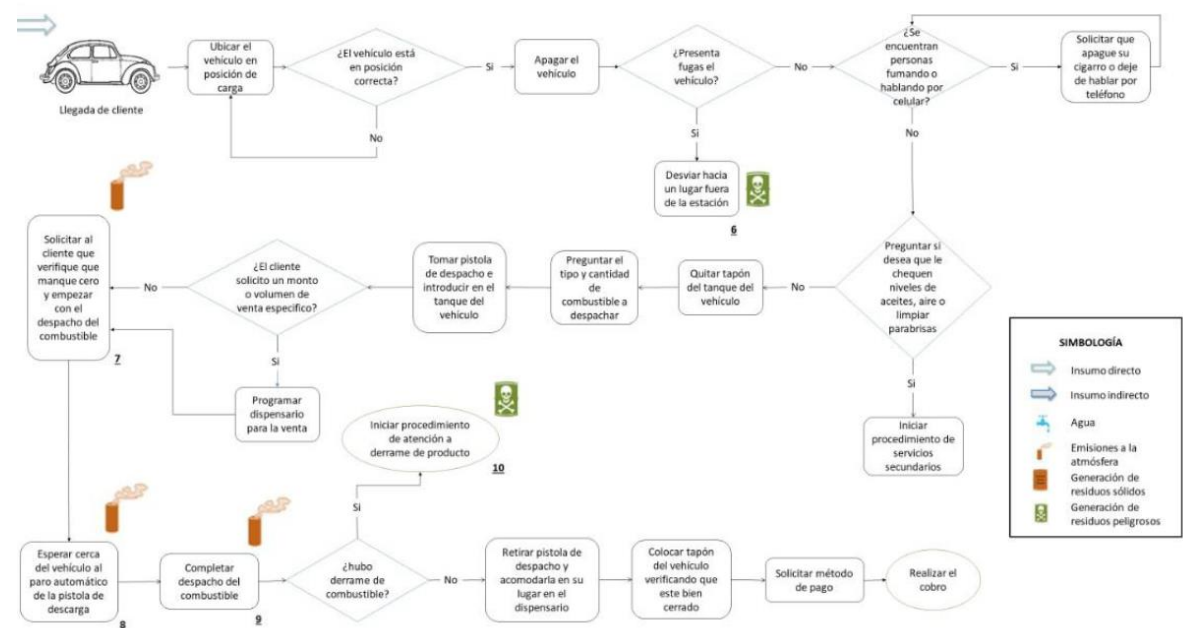 Llegada de cliente
Ubicar el
vehículo en
posición de
carga
¿El vehículo está
en posición
correcta?
Si
No
Apagar el
vehículo
¿Presenta
fugas el
vehículo?
No
Si
Desviar hacia
un lugar fuera
de la estación
6
¿Se
encuentran
personas
fumando o
hablando por
celular?
Si
Solicitar que
apague su
cigarro o deje
de hablar por
teléfono
No
Preguntar si
desea que le
chequen
niveles de
aceites, aire o
limpiar
parabrisas
Si
Iniciar
procedimiento de
servicios
secundarios
No
Quitar tapón
del tanque del
vehículo
Preguntar el
tipo y cantidad
de
combustible a
despachar
Tomar pistola
de despacho e
introducir en el
tanque del
vehículo
¿El cliente
solicito un monto
o volumen de
venta especifico?
No
Si
Programar
dispensario
para la venta
Solicitar al
cliente que
verifique que
manque cero
y empezar
con el
despacho del
combustible
7
Esperar cerca
del vehículo al
paro automático
de la pistola de
descarga
8
Completar
despacho del
combustible
9
¿hubo
derrame de
combustible?
Si
Iniciar procedimiento
de atención a
derrame de producto
10
No
Retirar pistola de
despacho y
acomodarla en su
lugar en el
dispensario
Colocar tapón
del vehículo
verificando que
este bien
cerrado
Solicitar método
de pago
Realizar el
cobro
SIMBOLOGÍA
Insumo directo
Insumo indirecto
Agua
Emisiones a la
atmósfera
Generación de
residuos sólidos
Generación de
residuos peligrosos